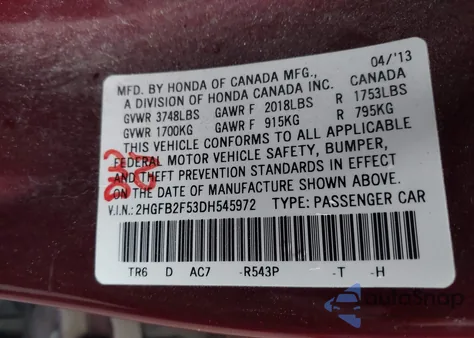 MFD. BY HONDA OF CANADA MFG., 04/'13
A DIVISION OF HONDA CANADA INC. CANADA
GVWR 3748LBS GAWR F 2018LBS R 1753LBS
GVWR 1700KG GAWR F 915KG R 795KG
THIS VEHICLE CONFORMS TO ALL APPLICABLE
FEDERAL MOTOR VEHICLE SAFETY, BUMPER,
AND THEFT PREVENTION STANDARDS IN EFFECT
ON THE DATE OF MANUFACTURE SHOWN ABOVE.
V.I.N.: 2HGFB2F53DH545972 TYPE: PASSENGER CAR
TR6 D AC7 -R543P -T -H
AutoSnap